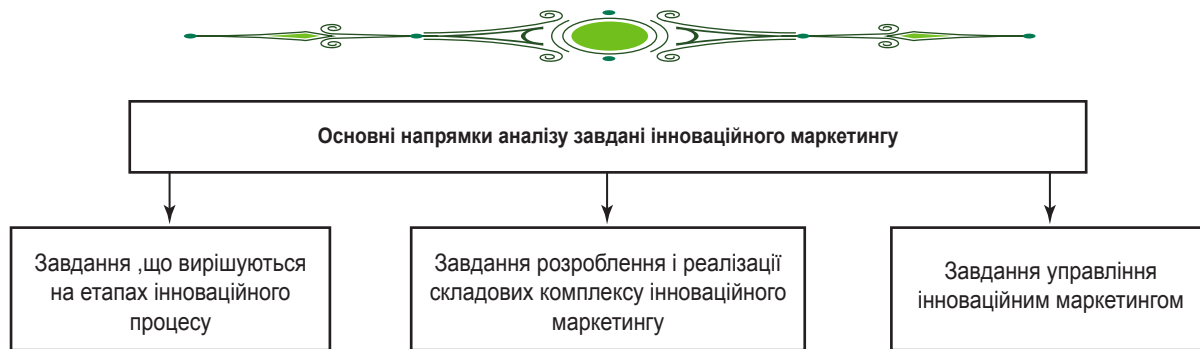 Основні напрямки аналізу завдані інноваційного маркетингу
Завдання ,що вирішуються
на етапах інноваційного
процесу
Завдання розроблення і реалізації
складових комплексу інноваційного
маркетингу
Завдання управління
інноваційним маркетингом